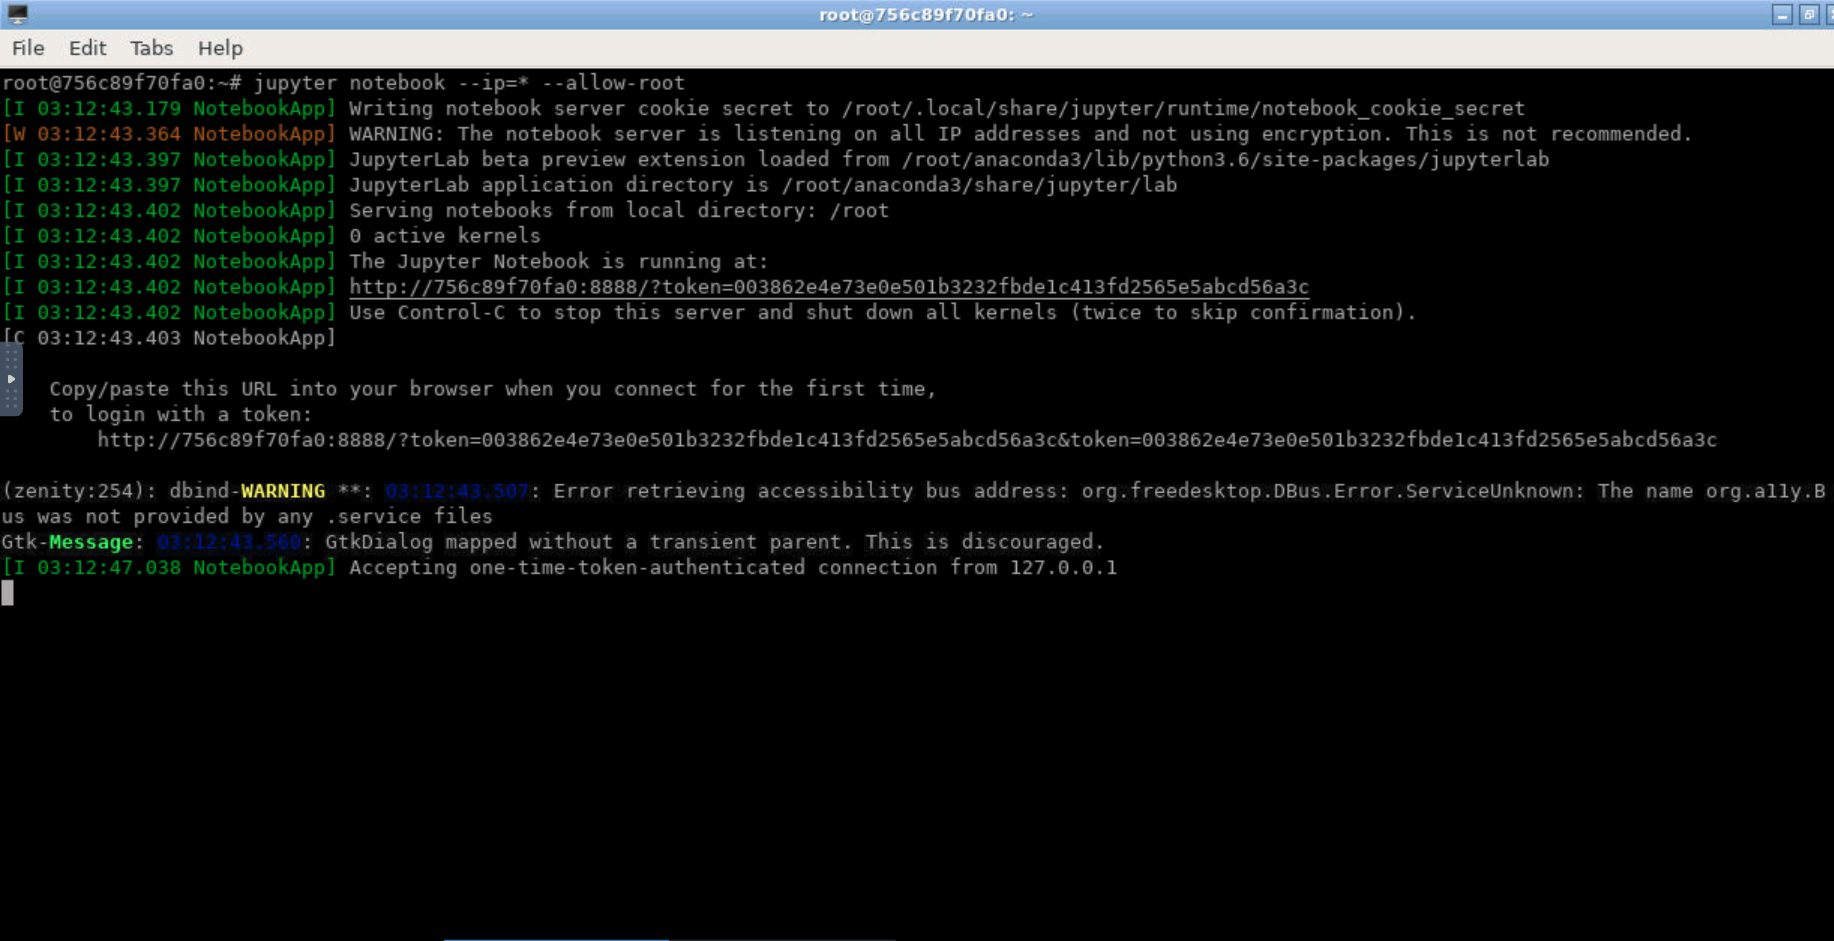 root@756c89f70fa0: ~
File Edit Tabs Help
root@756c89f70fa0:~# jupyter notebook --ip=* --allow-root
[I 03:12:43.179 NotebookApp] Writing notebook server cookie secret to /root/.local/share/jupyter/runtime/notebook_cookie_secret
[W 03:12:43.364 NotebookApp] WARNING: The notebook server is listening on all IP addresses and not using encryption. This is not recommended.
[I 03:12:43.397 NotebookApp] JupyterLab beta preview extension loaded from /root/anaconda3/lib/python3.6/site-packages/jupyterlab
[I 03:12:43.397 NotebookApp] JupyterLab application directory is /root/anaconda3/share/jupyter/lab
[I 03:12:43.402 NotebookApp] Serving notebooks from local directory: /root
[I 03:12:43.402 NotebookApp] 0 active kernels
[I 03:12:43.402 NotebookApp] The Jupyter Notebook is running at:
[I 03:12:43.402 NotebookApp] http://756c89f70fa0:8888/?token=003862e4e73e0e501b3232fbde1c413fd2565e5abcd56a3c
[I 03:12:43.402 NotebookApp] Use Control-C to stop this server and shut down all kernels (twice to skip confirmation).
[C 03:12:43.403 NotebookApp]
Copy/paste this URL into your browser when you connect for the first time,
to login with a token:
http://756c89f70fa0:8888/?token=003862e4e73e0e501b3232fbde1c413fd2565e5abcd56a3c&token=003862e4e73e0e501b3232fbde1c413fd2565e5abcd56a3c
(zenity:254): dbind-WARNING **: 03:12:43.507: Error retrieving accessibility bus address: org.freedesktop.DBus.Error.ServiceUnknown: The name org.a11y.B
us was not provided by any .service files
Gtk-Message: 03:12:43.560: GtkDialog mapped without a transient parent. This is discouraged.
[I 03:12:47.038 NotebookApp] Accepting one-time-token-authenticated connection from 127.0.0.1